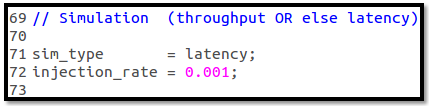 69 // Simulation  (throughput OR else latency)
70
71 sim_type       = latency;
72 injection_rate = 0.001;
73